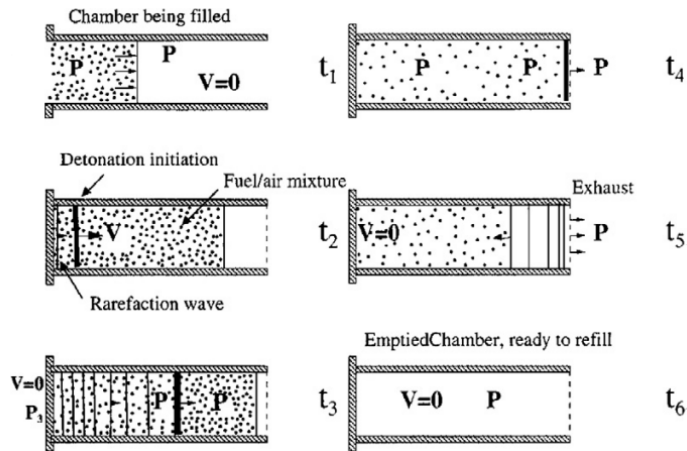 Chamber being filled
P
P
V=0
t1
P
P
P
t4
Detonation initiation
Fuel/air mixture
V
Rarefaction wave
t2
Exhaust
V=0
P
t5
V=0
P3
P
P
t3
EmptiedChamber, ready to refill
V=0 P
t6